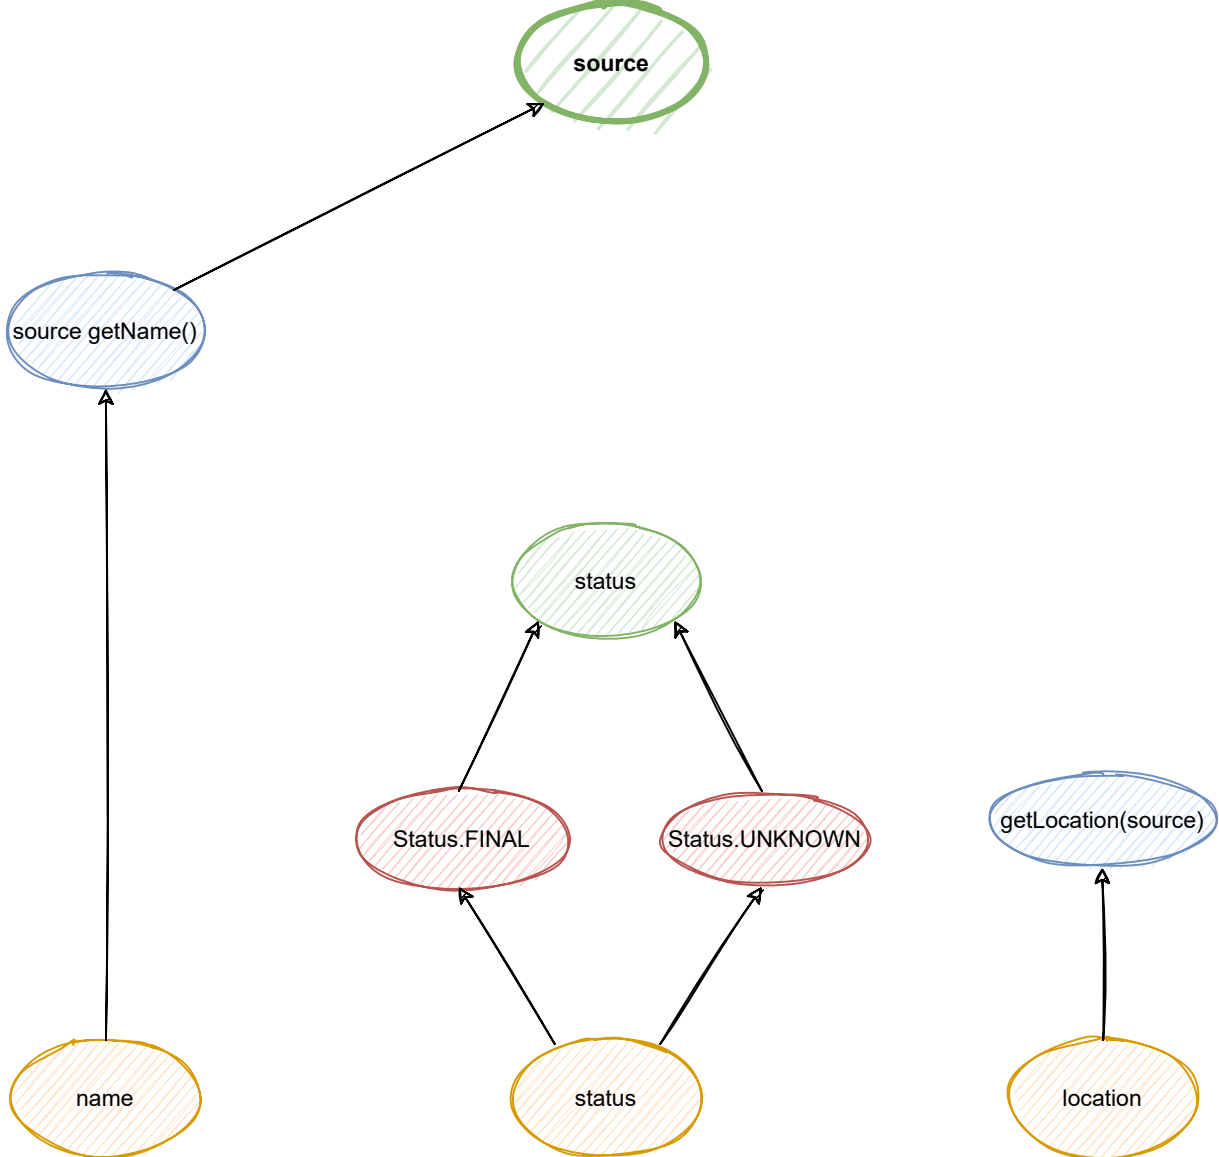 source
source getName()
status
Status.FINAL
Status.UNKNOWN
getLocation(source)
name
status
location